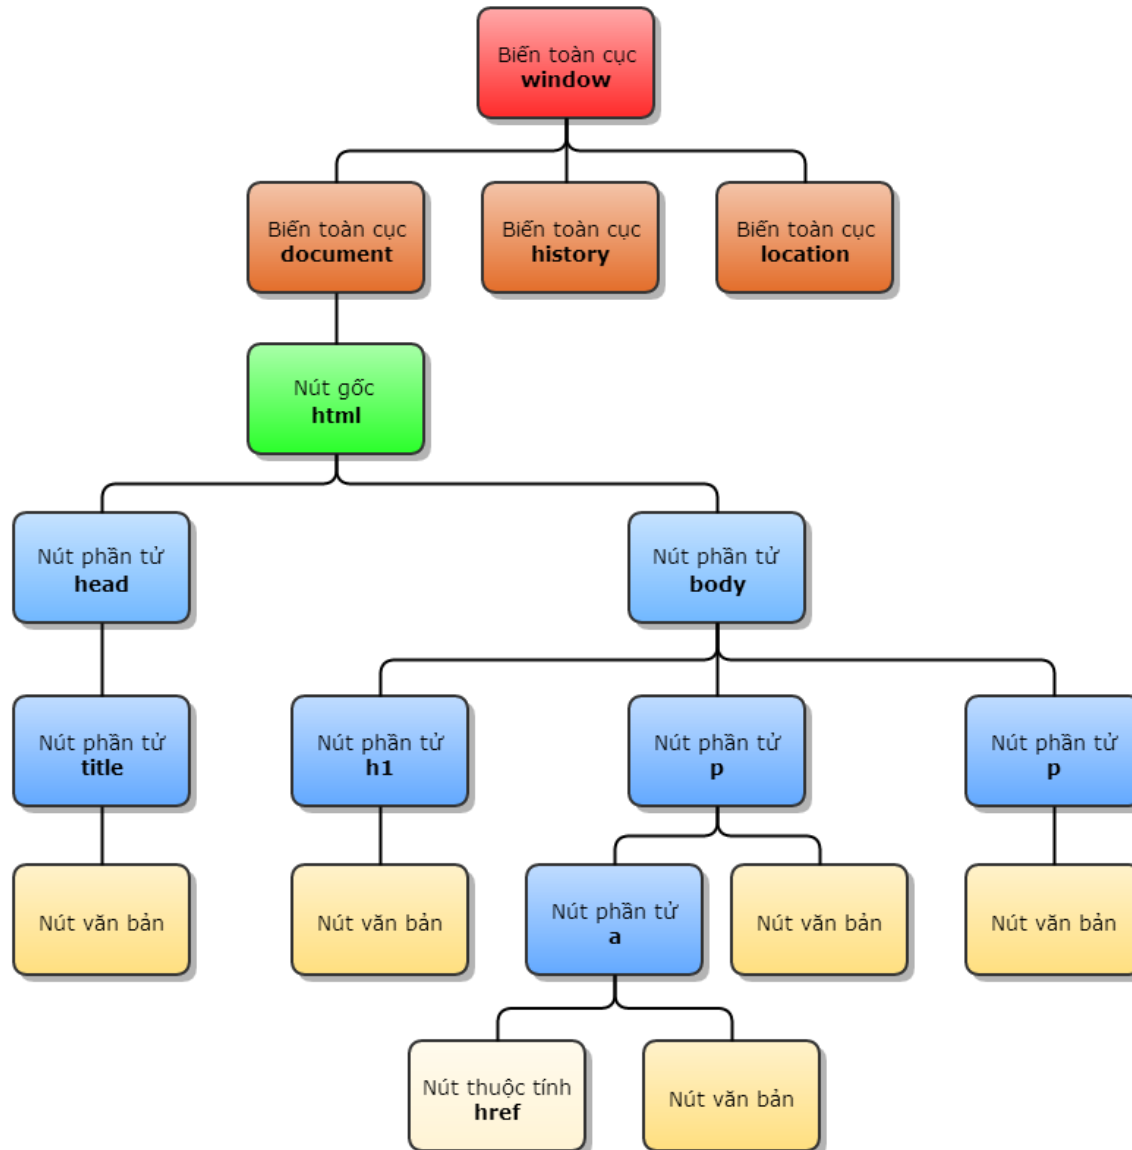 Biến toàn cục
window
Biến toàn cục
document
Biến toàn cục
history
Biến toàn cục
location
Nút gốc
html
Nút phần tử
head
Nút phần tử
body
Nút phần tử
title
Nút phần tử
h1
Nút phần tử
p
Nút phần tử
p
Nút văn bản
Nút văn bản
Nút phần tử
a
Nút văn bản
Nút văn bản
Nút thuộc tính
href
Nút văn bản